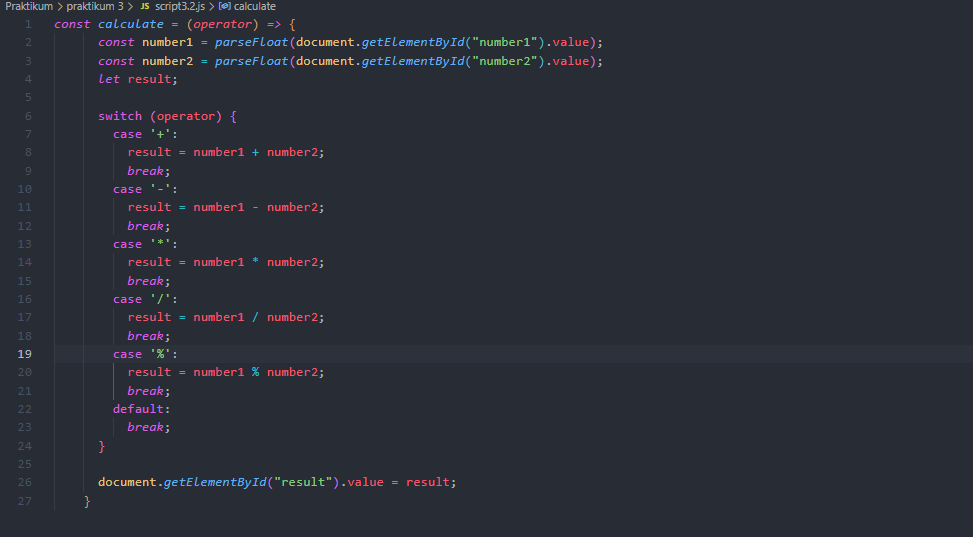 Praktikum > praktikum 3 > JS script3.2.js > calculate
1 const calculate = (operator) => {
2 const number1 = parseFloat(document.getElementById("number1").value);
3 const number2 = parseFloat(document.getElementById("number2").value);
4 let result;
5
6 switch (operator) {
7 case '+':
8 result = number1 + number2;
9 break;
10 case '-':
11 result = number1 - number2;
12 break;
13 case '*':
14 result = number1 * number2;
15 break;
16 case '/':
17 result = number1 / number2;
18 break;
19 case '%':
20 result = number1 % number2;
21 break;
22 default:
23 break;
24 }
25
26 document.getElementById("result").value = result;
27 }